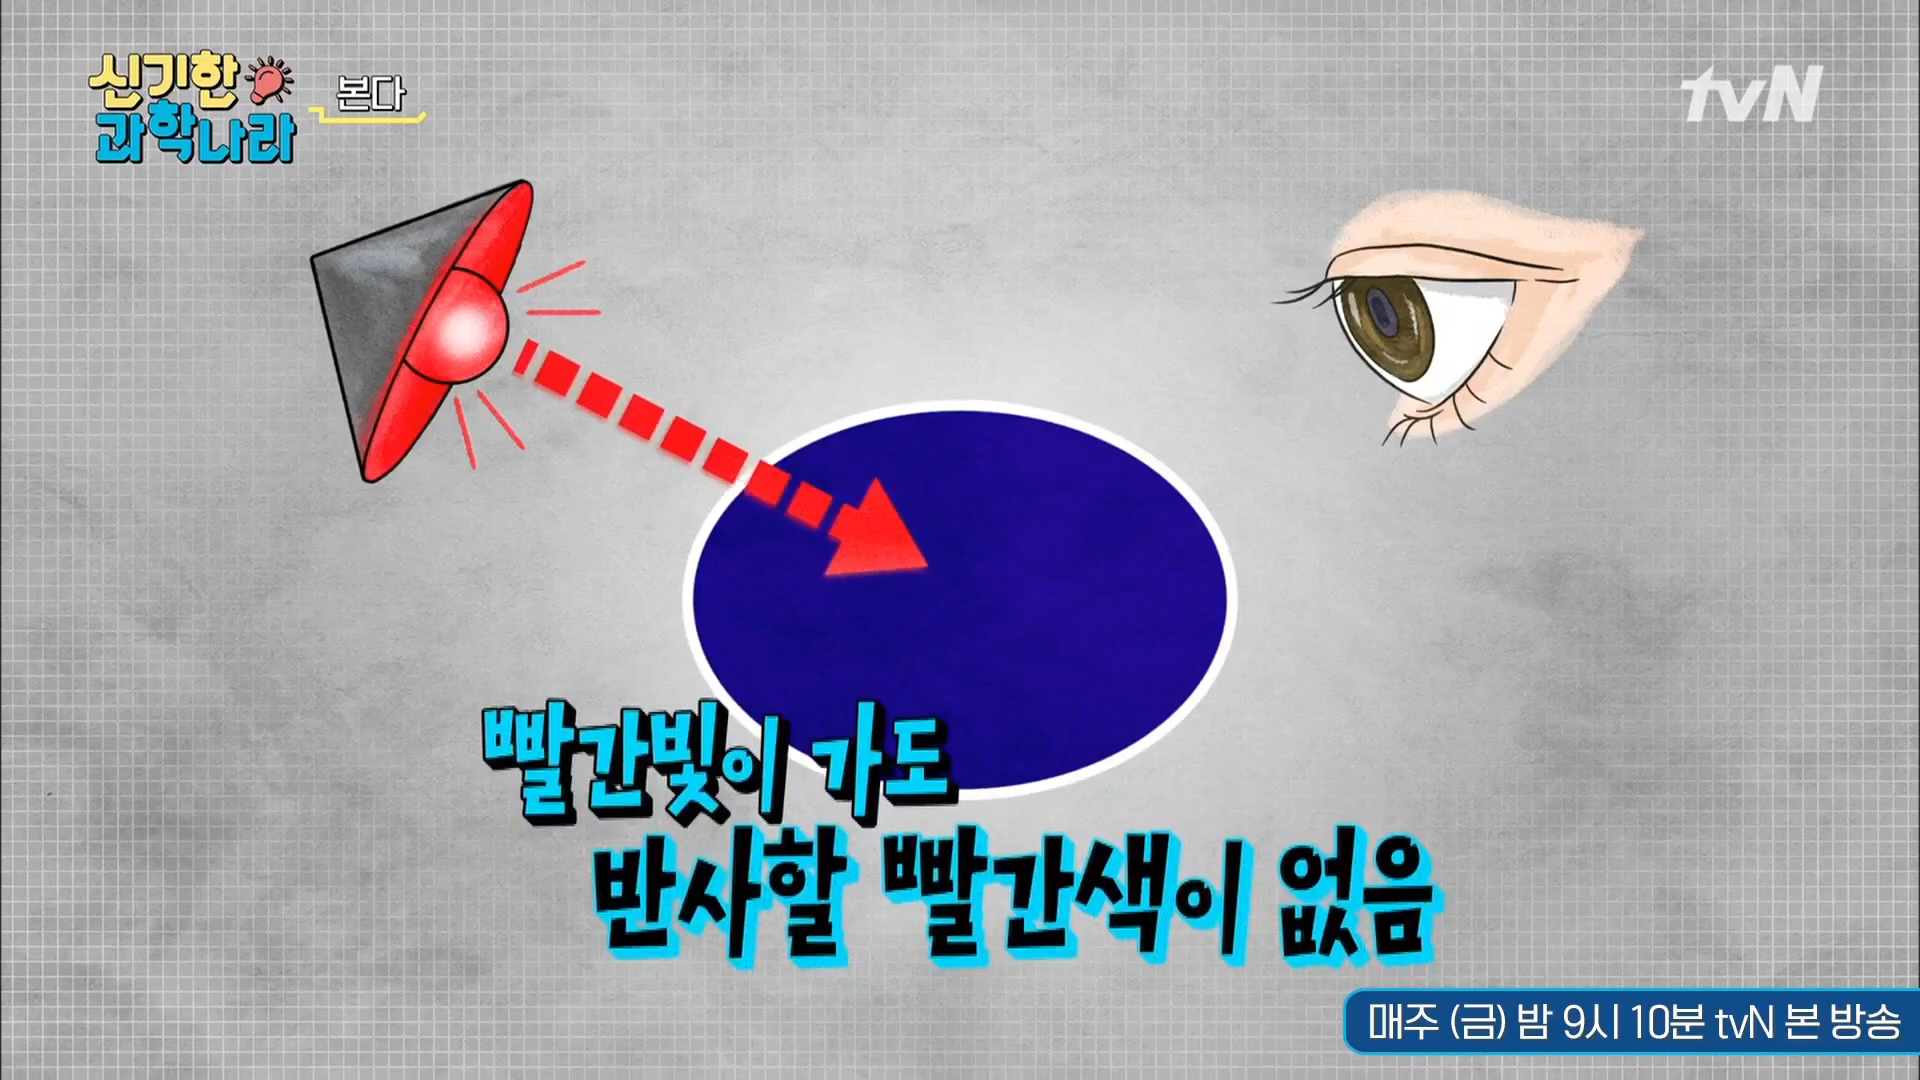 신기한
과학나라
본다
tvN
빨간빛이 가도
반사할 빨간색이 없음
매주 (금) 밤 9시 10분 tvN 본 방송